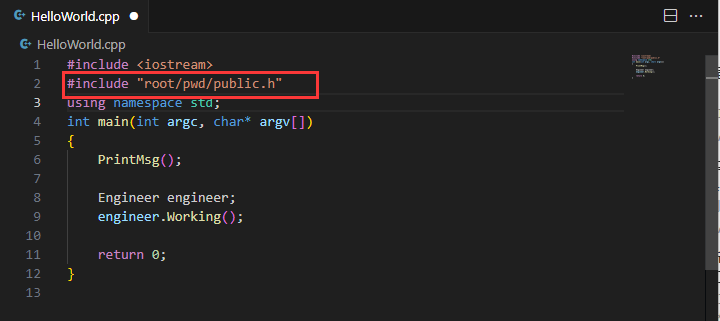 HelloWorld.cpp
HelloWorld.cpp
1 #include <iostream>
2 #include "root/pwd/public.h"
3 using namespace std;
4 int main(int argc, char* argv[])
5 {
6     PrintMsg();
7
8     Engineer engineer;
9     engineer.Working();
10
11     return 0;
12 }
13